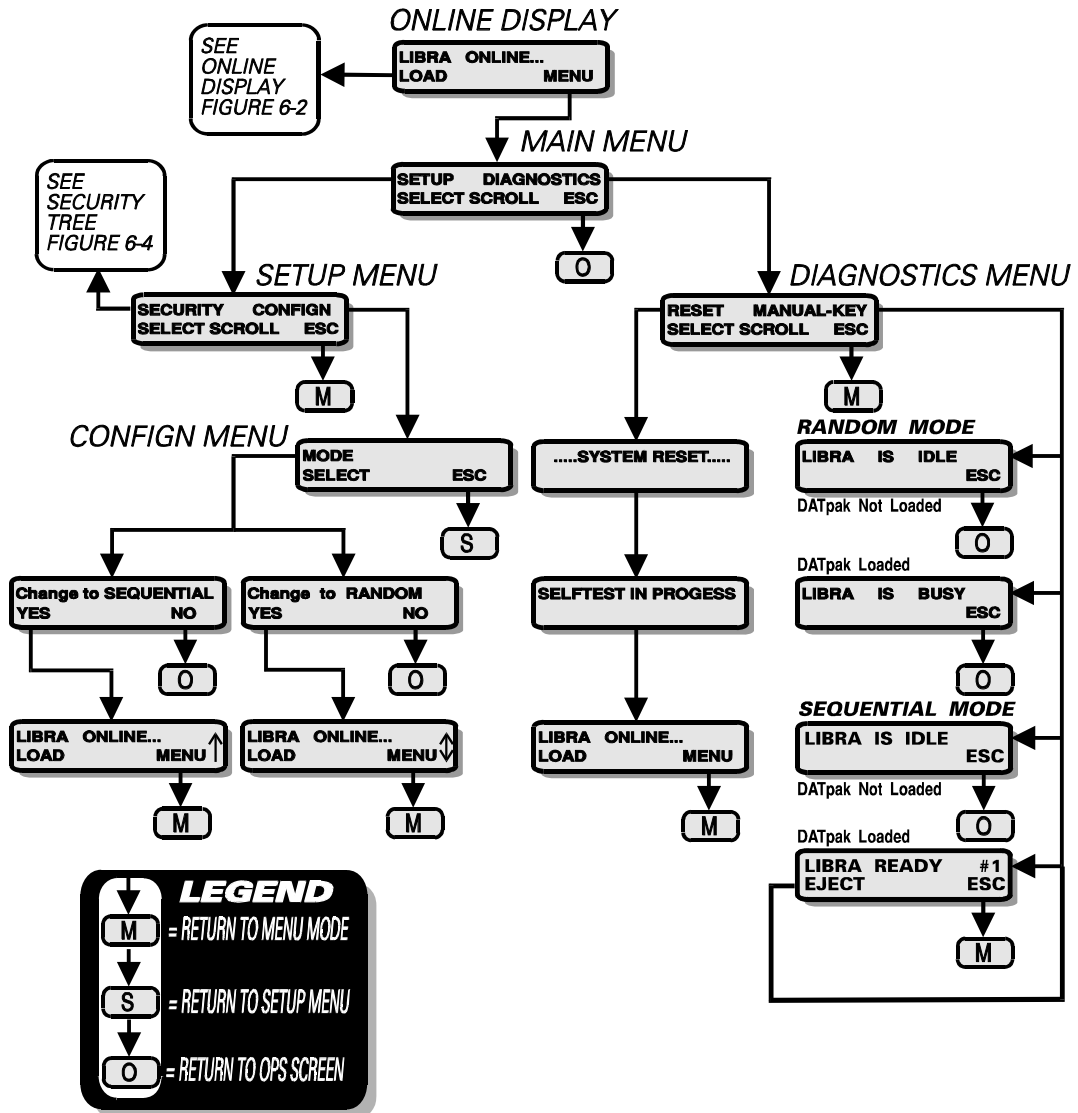 ONLINE DISPLAY
SEE
ONLINE
DISPLAY
FIGURE 6-2
LIBRA ONLINE...
LOAD MENU
MAIN MENU
SETUP DIAGNOSTICS
SELECT SCROLL ESC
O
SEE
SECURITY
TREE
FIGURE 6-4
SETUP MENU
SECURITY CONFIGN
SELECT SCROLL ESC
M
DIAGNOSTICS MENU
RESET MANUAL-KEY
SELECT SCROLL ESC
M
CONFIGN MENU
MODE
SELECT ESC
S
Change to SEQUENTIAL
YES NO
O
Change to RANDOM
YES NO
O
LIBRA ONLINE...
LOAD MENU ↑
M
LIBRA ONLINE...
LOAD MENU ↕
M
.....SYSTEM RESET.....
SELFTEST IN PROGESS
LIBRA ONLINE...
LOAD MENU
M
RANDOM MODE
LIBRA IS IDLE
ESC
DATpak Not Loaded
O
DATpak Loaded
LIBRA IS BUSY
ESC
O
SEQUENTIAL MODE
LIBRA IS IDLE
ESC
DATpak Not Loaded
O
DATpak Loaded
LIBRA READY #1
EJECT ESC
M
LEGEND
M = RETURN TO MENU MODE
S = RETURN TO SETUP MENU
O = RETURN TO OPS SCREEN